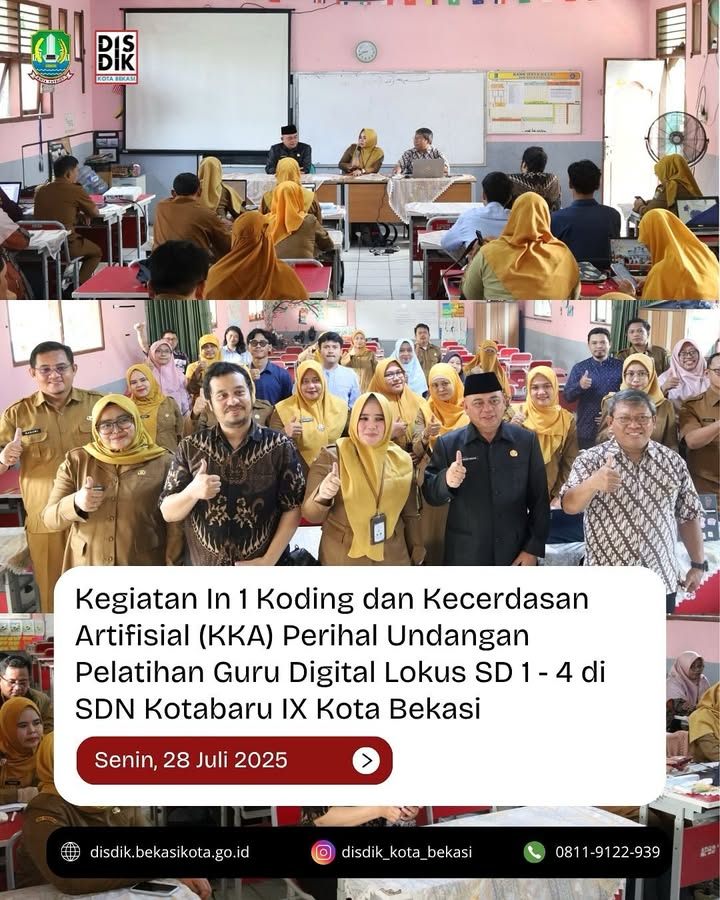 DIS
DIK
KOTA BEKASI
Kegiatan In 1 Koding dan Kecerdasan
Artifisial (KKA) Perihal Undangan
Pelatihan Guru Digital Lokus SD 1 - 4 di
SDN Kotabaru IX Kota Bekasi
Senin, 28 Juli 2025
disdik.bekasikota.go.id
disdik_kota_bekasi
0811-9122-939